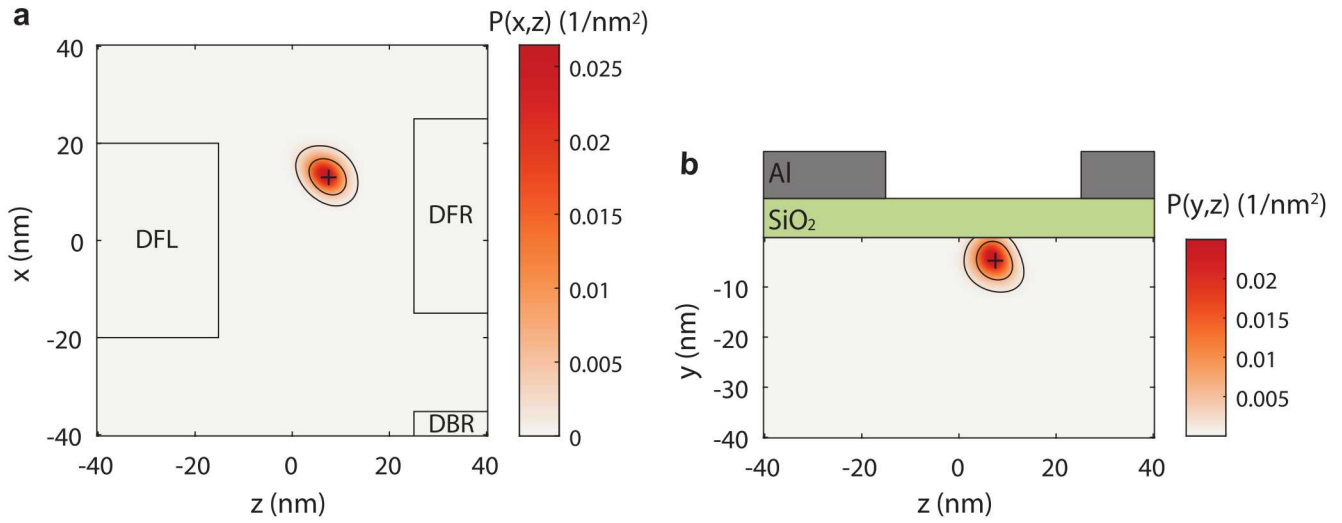 a
P(x,z) (1/nm²)
40
20
0
-20
-40
x (nm)
DFL
DFR
DBR
-40
-20
0
20
40
z (nm)
0.025
0.02
0.015
0.01
0.005
0
b
Al
SiO₂
-10
-20
-30
-40
y (nm)
-40
-20
0
20
40
z (nm)
P(y,z) (1/nm²)
0.02
0.015
0.01
0.005